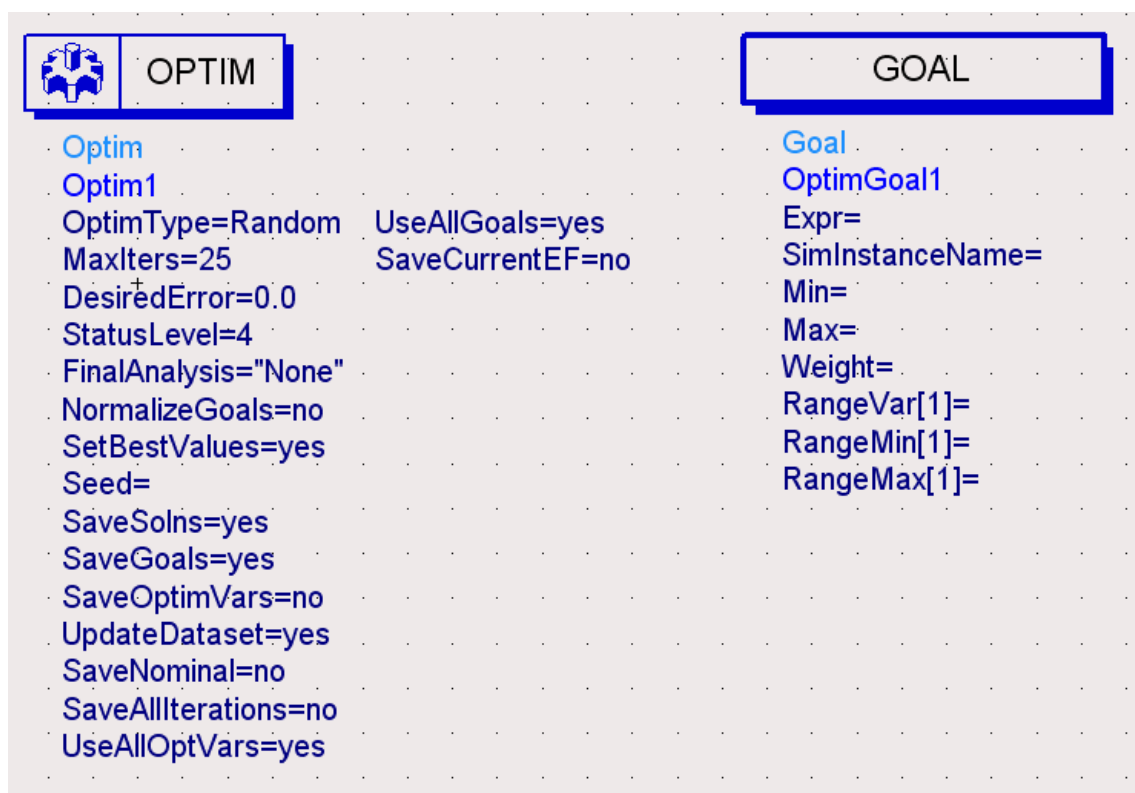 OPTIM
Optim
Optim1
OptimType=Random UseAllGoals=yes
MaxIters=25 SaveCurrentEF=no
DesiredError=0.0
StatusLevel=4
FinalAnalysis="None"
NormalizeGoals=no
SetBestValues=yes
Seed=
SaveSolns=yes
SaveGoals=yes
SaveOptimVars=no
UpdateDataset=yes
SaveNominal=no
SaveAllIterations=no
UseAllOptVars=yes
GOAL
Goal
OptimGoal1
Expr=
SimInstanceName=
Min=
Max=
Weight=
RangeVar[1]=
RangeMin[1]=
RangeMax[1]=